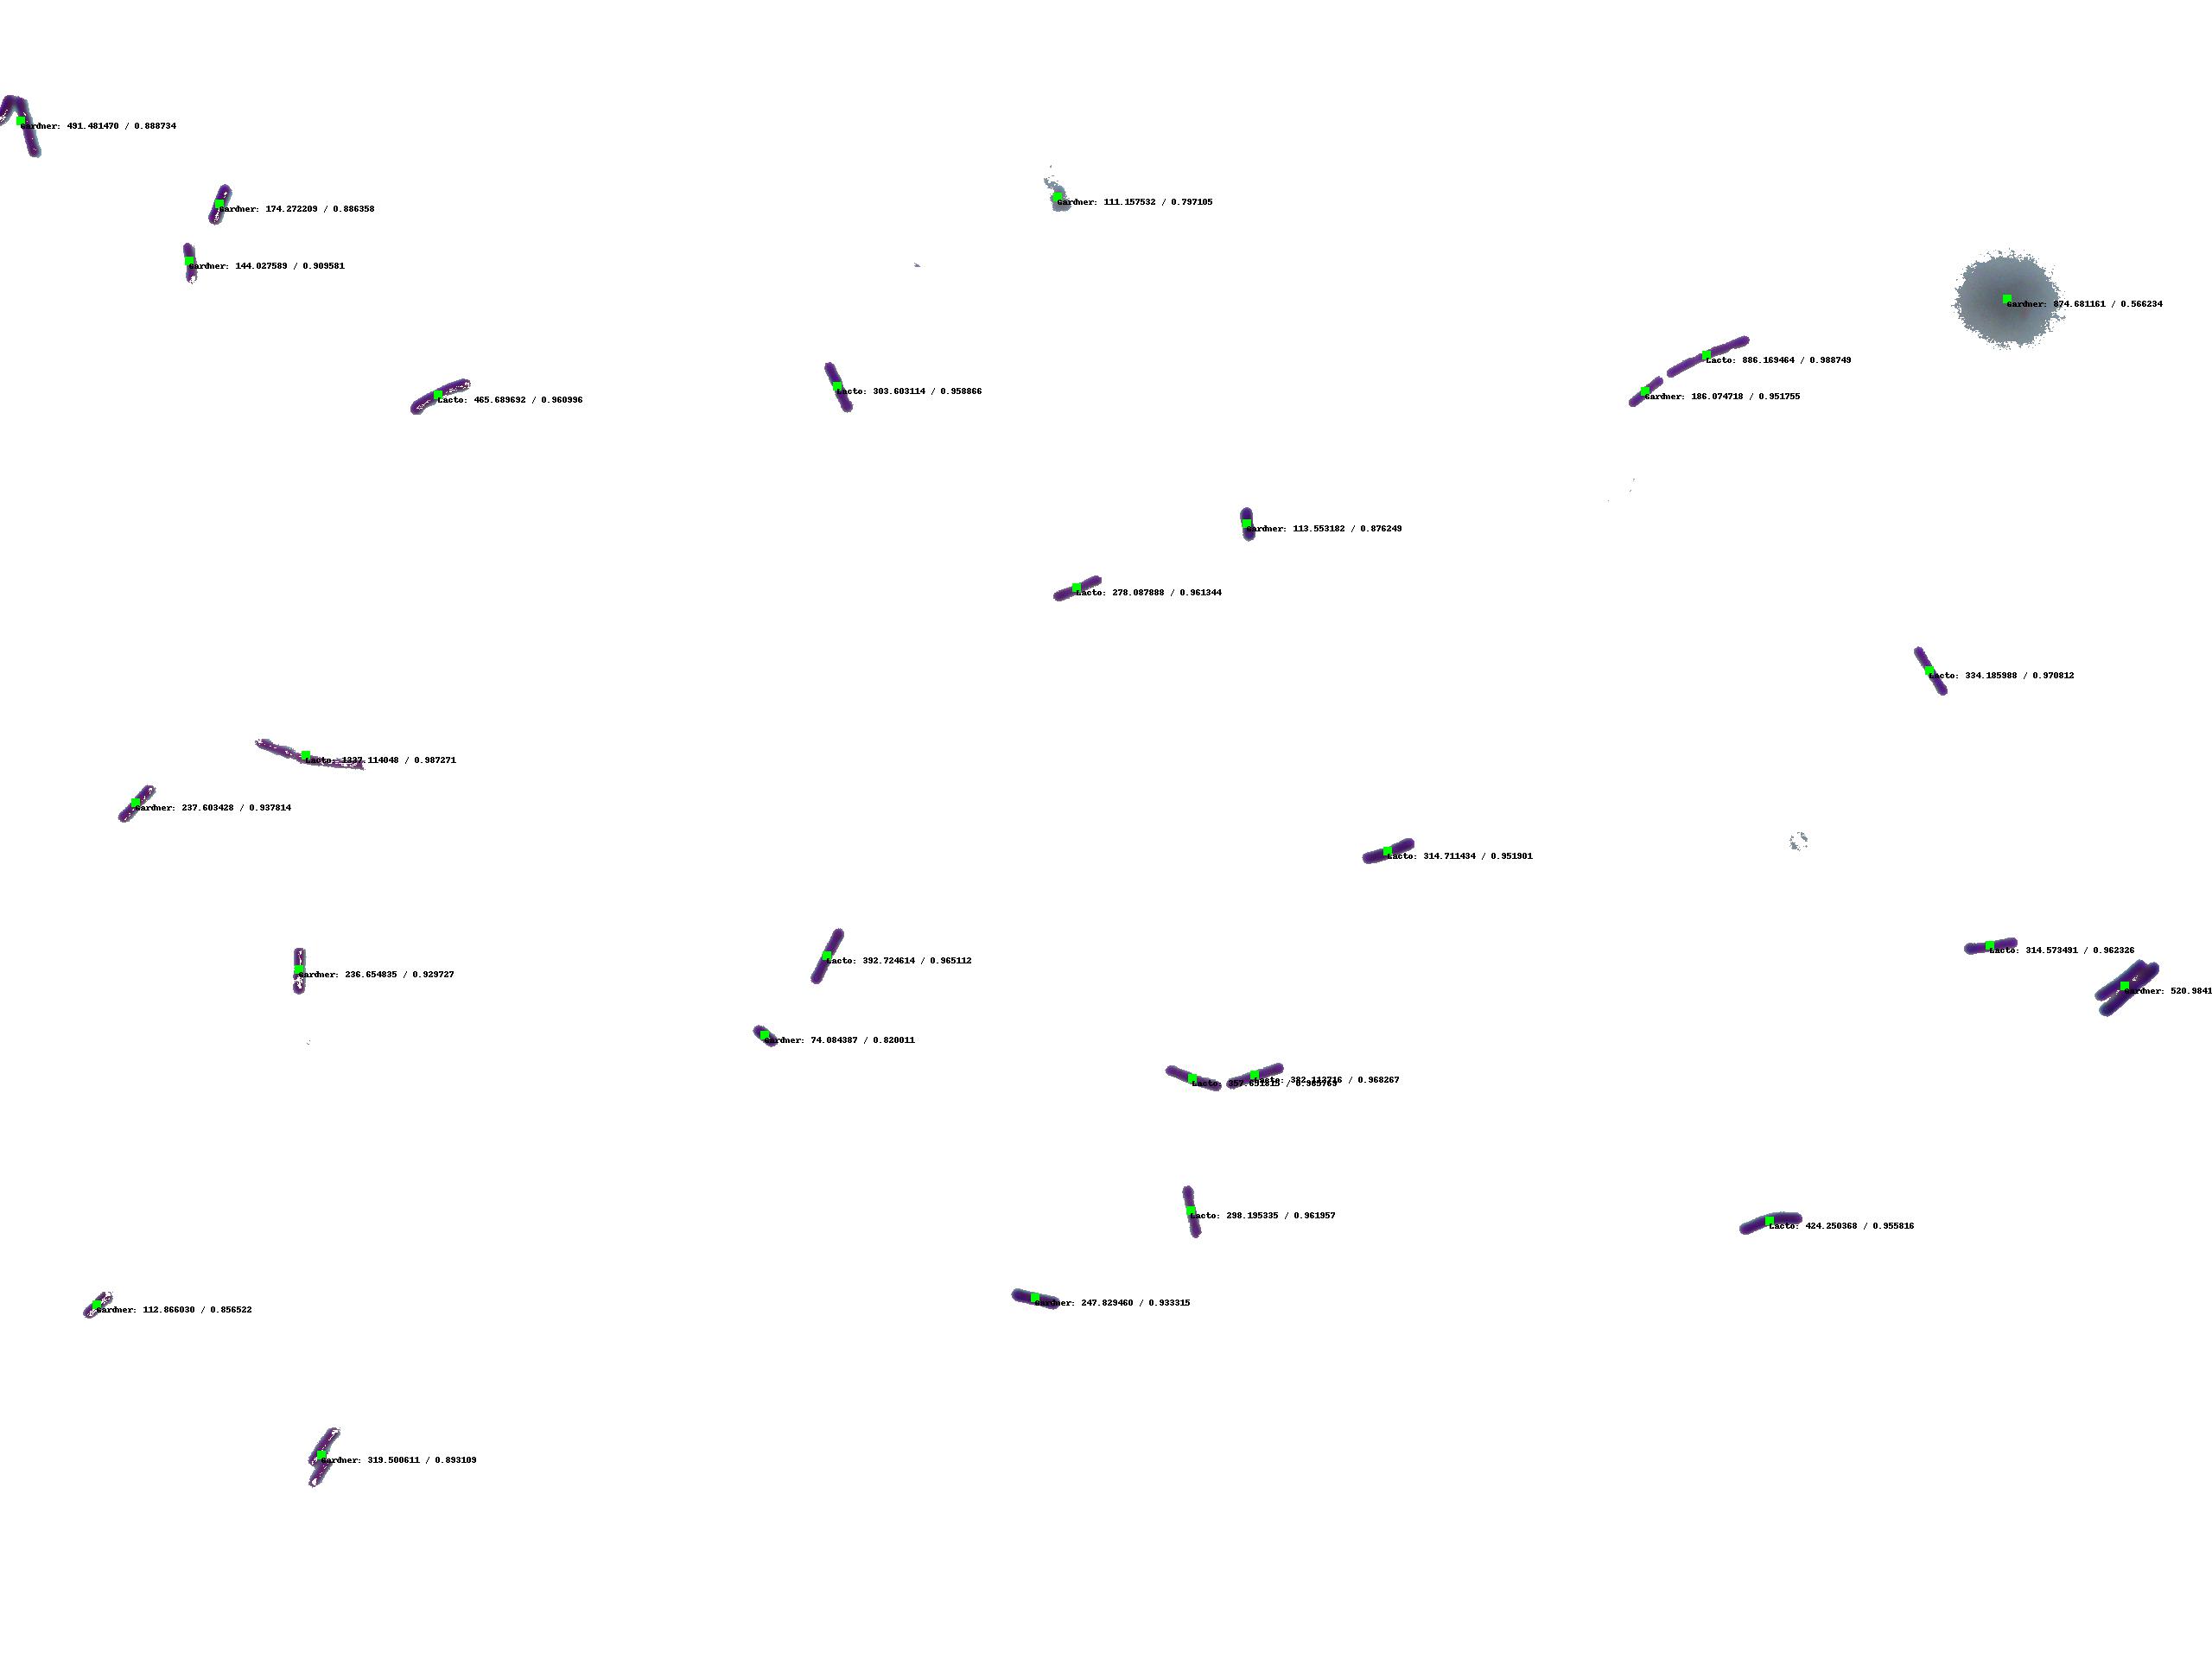 Gardner: 491.481470 / 0.888734
Gardner: 111.157532 / 0.797105
Gardner: 174.272209 / 0.886358
Gardner: 144.027589 / 0.909581
Gardner: 874.681161 / 0.566234
Lacto: 886.169464 / 0.988749
Lacto: 303.603114 / 0.958866
Gardner: 186.074718 / 0.951755
Lacto: 465.689692 / 0.960996
Gardner: 113.553182 / 0.876249
Lacto: 278.087888 / 0.961344
Lacto: 334.185988 / 0.970812
Lacto: 1337.114048 / 0.987271
Gardner: 237.603428 / 0.937814
Lacto: 314.711434 / 0.951901
Lacto: 314.573491 / 0.962326
Lacto: 392.724614 / 0.965112
Gardner: 236.654835 / 0.929727
Gardner: 520.9841
Gardner: 74.084387 / 0.820011
Lacto: / 0.968267
Lacto:
Lacto: 298.195335 / 0.961957
Lacto: 424.250368 / 0.955816
Gardner: 247.829460 / 0.933315
Gardner: 112.866030 / 0.856522
Gardner: 319.500611 / 0.893109